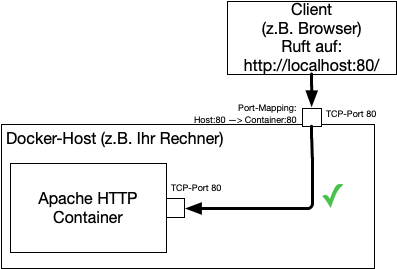 Client
(z.B. Browser)
Ruft auf:
http://localhost:80/
Port-Mapping:
Host:80 —> Container:80
TCP-Port 80
Docker-Host (z.B. Ihr Rechner)
TCP-Port 80
Apache HTTP
Container